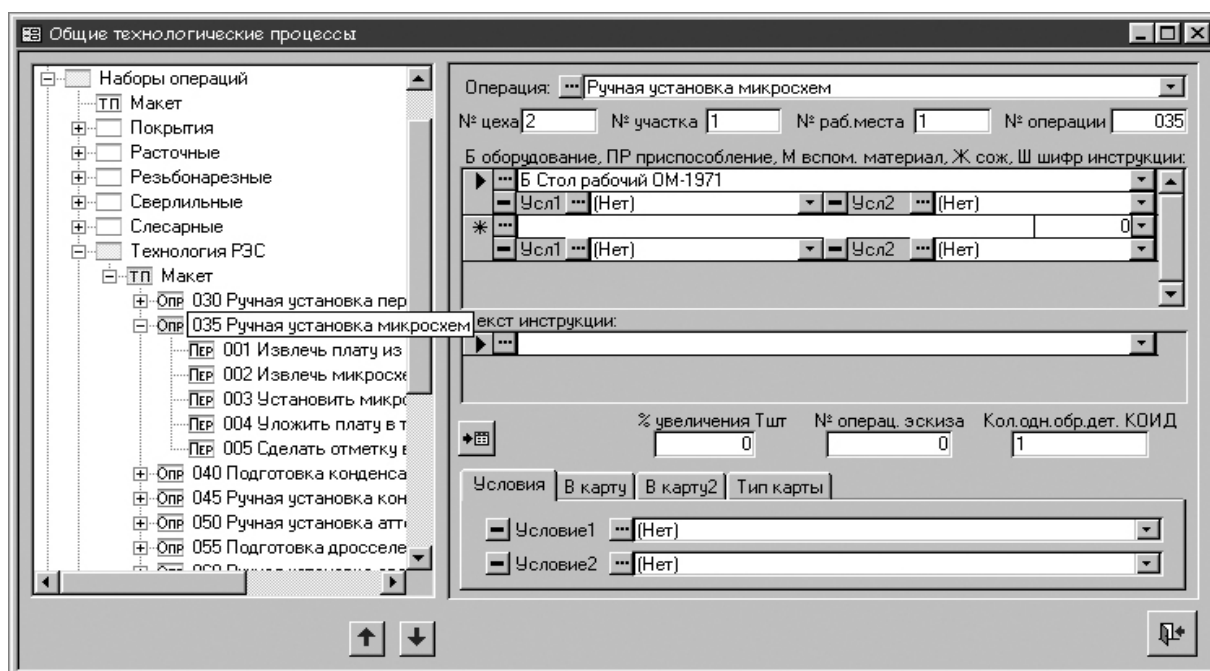 Общие технологические процессы
Наборы операций
ТП Макет
Покрытия
Расточные
Резьбонарезные
Сверлильные
Слесарные
Технология РЭС
ТП Макет
Опр 030 Ручная установка пер
Опр 035 Ручная установка микросхем
Пер 001 Извлечь плату из
Пер 002 Извлечь микросхе
Пер 003 Установить микро
Пер 004 Уложить плату в т
Пер 005 Сделать отметку в
Опр 040 Подготовка конденса
Опр 045 Ручная установка кон
Опр 050 Ручная установка атт
Опр 055 Подготовка дросселе
Операция: ... Ручная установка микросхем
№ цеха 2 № участка 1 № раб.места 1 № операции 035
Б оборудование, ПР приспособление, М вспом. материал, Ж сож, Ш шифр инструкции:
... Б Стол рабочий ОМ-1971
Усл1 ... (Нет) Усл2 ... (Нет)
* ... 0
Усл1 ... (Нет) Усл2 ... (Нет)
екст инструкции:
...
% увеличения Тшт № операц. эскиза Кол.одн.обр.дет. КОИД
0 0 1
Условия В карту В карту2 Тип карты
Условие1 ... (Нет)
Условие2 ... (Нет)